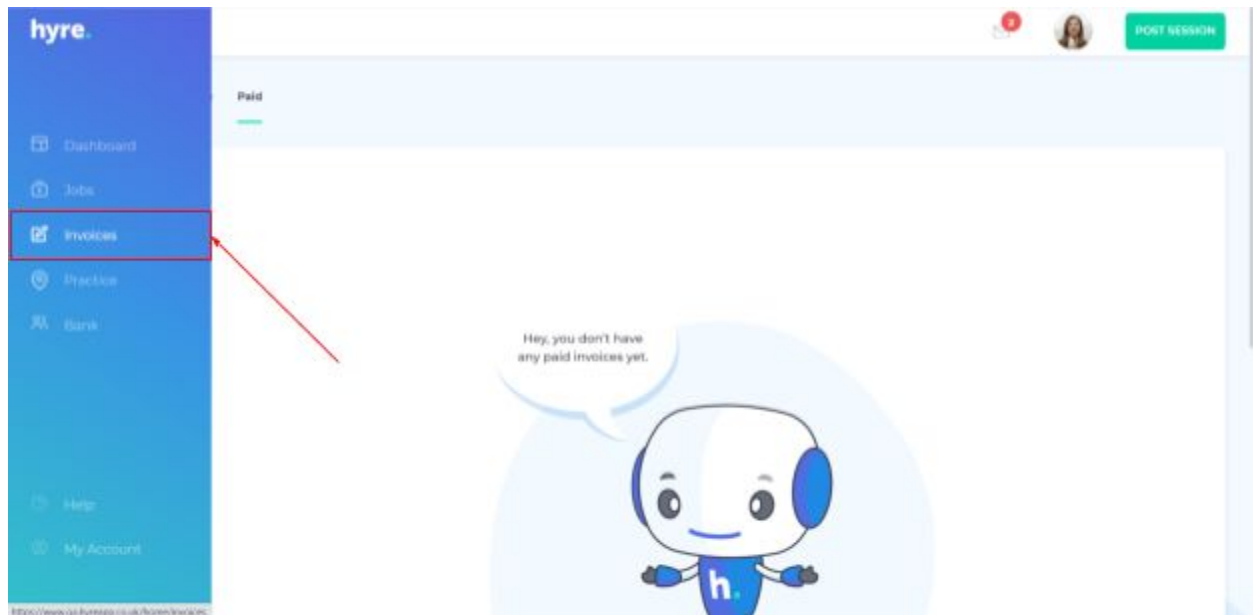 hyre.
3
POST SESSION
Paid
Dashboard
Jobs
Invoices
Practice
Bank
Hey, you don't have
any paid invoices yet.
h.
Help
My Account